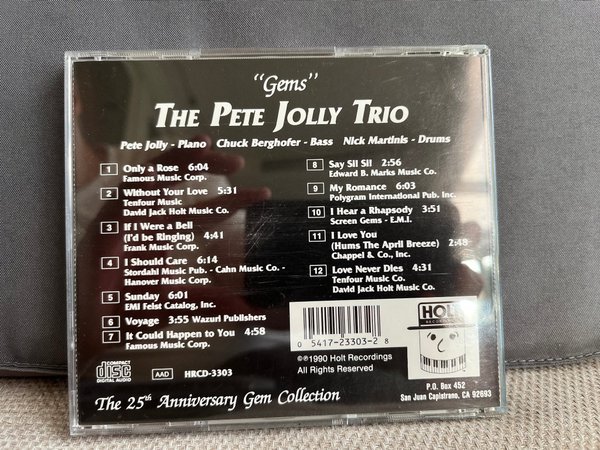 "Gems"
THE PETE JOLLY TRIO
Pete Jolly - Piano Chuck Berghofer - Bass Nick Martinis - Drums
1 Only a Rose 6:04
Famous Music Corp.
2 Without Your Love 5:31
Tenfour Music
David Jack Holt Music Co.
3 If I Were a Bell
(I'd be Ringing) 4:41
Frank Music Corp.
4 I Should Care 6:14
Stordahl Music Pub. - Cahn Music Co. -
Hanover Music Corp.
5 Sunday 6:01
EMI Feist Catalog, Inc.
6 Voyage 3:55 Wazuri Publishers
7 It Could Happen to You 4:58
Famous Music Corp.
8 Say Si! Si! 2:56
Edward B. Marks Music Co.
9 My Romance 6:03
Polygram International Pub. Inc.
10 I Hear a Rhapsody 3:51
Screen Gems - E.M.I.
11 I Love You
(Hums The April Breeze) 2:48
Chappel & Co., Inc.
12 Love Never Dies 4:31
Tenfour Music Co.
David Jack Holt Music Co.
0 5417-23303-2 8
HOLT
RECORDINGS
COMPACT
disc
DIGITAL AUDIO
AAD
HRCD-3303
©℗1990 Holt Recordings
All Rights Reserved
P.O. Box 452
San Juan Capistrano, CA 92693
The 25th Anniversary Gem Collection